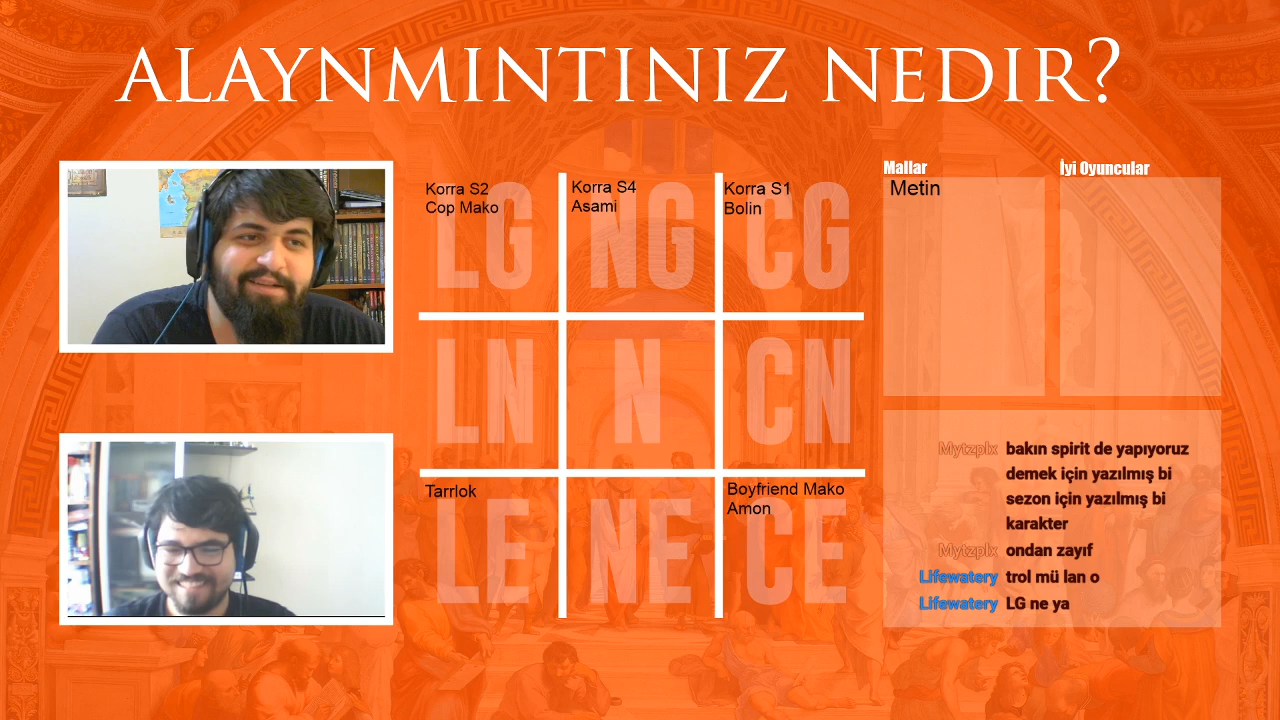 ALAYNMINTINIZ NEDIR?
Korra S2
Cop Mako
LG
Korra S4
Asami
NG
Korra S1
Bolin
CG
LN
N
CN
Tarrlok
LE
NE
Boyfriend Mako
Amon
CE
Mallar
Metin
İyi Oyuncular
Mytzplx bakın spirit de yapıyoruz
demek için yazılmış bi
sezon için yazılmış bi
karakter
Mytzplx ondan zayıf
Lifewatery trol mü lan o
Lifewatery LG ne ya